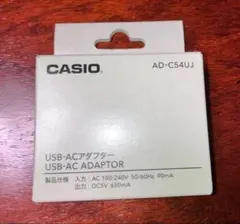 CASIO
AD-C54UJ
USB-ACアダプター
USB-AC ADAPTOR
製品仕様 入力 : AC 100-240V 50-60Hz 90mA
出力 : DC5V 650mA